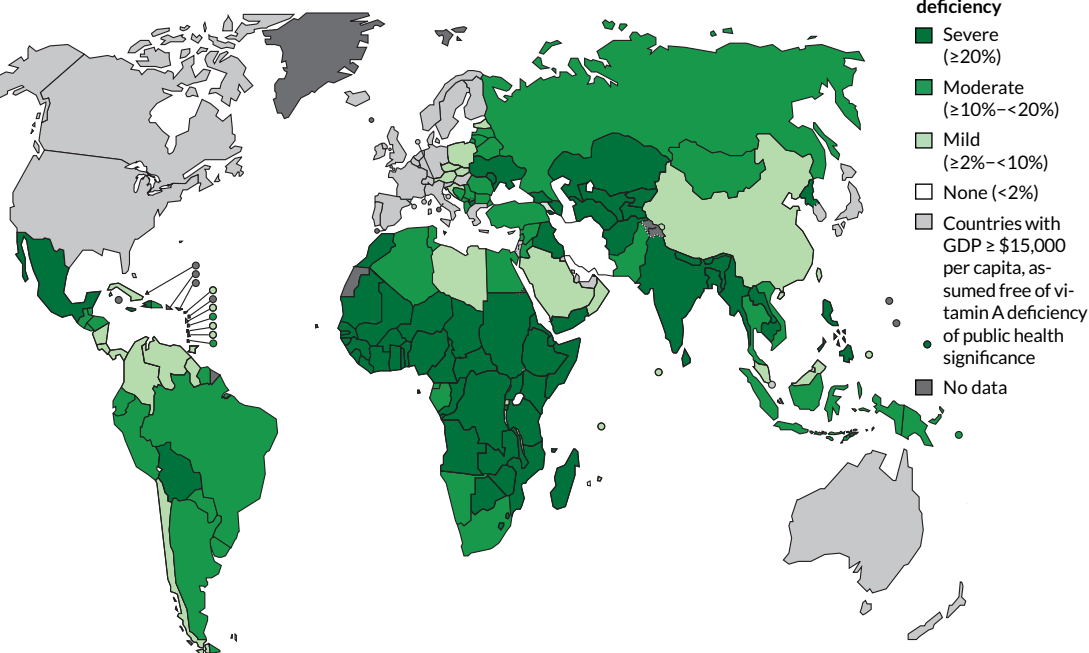 deficiency
Severe
(≥20%)
Moderate
(≥10%–<20%)
Mild
(≥2%–<10%)
None (<2%)
Countries with
GDP ≥ $15,000
per capita, as-
sumed free of vi-
tamin A deficiency
of public health
significance
No data